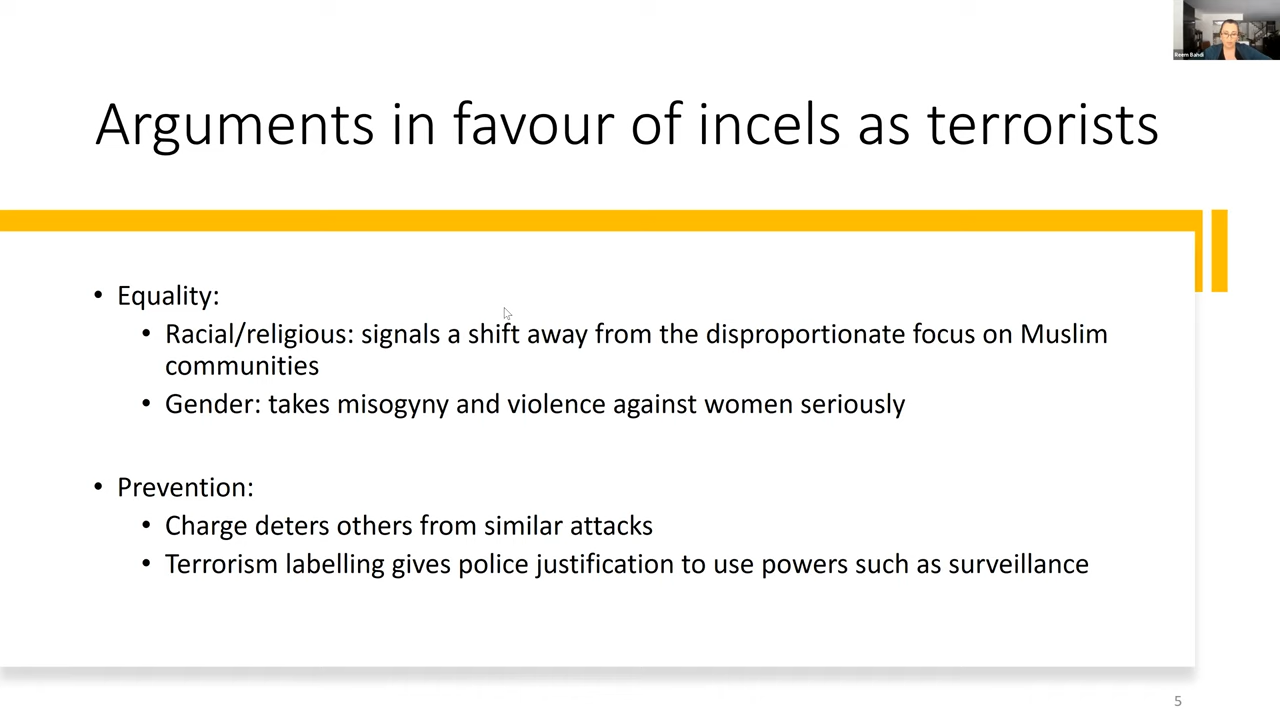 Reem Bahdi
Arguments in favour of incels as terrorists
• Equality:
• Racial/religious: signals a shift away from the disproportionate focus on Muslim
communities
• Gender: takes misogyny and violence against women seriously
• Prevention:
• Charge deters others from similar attacks
• Terrorism labelling gives police justification to use powers such as surveillance
5